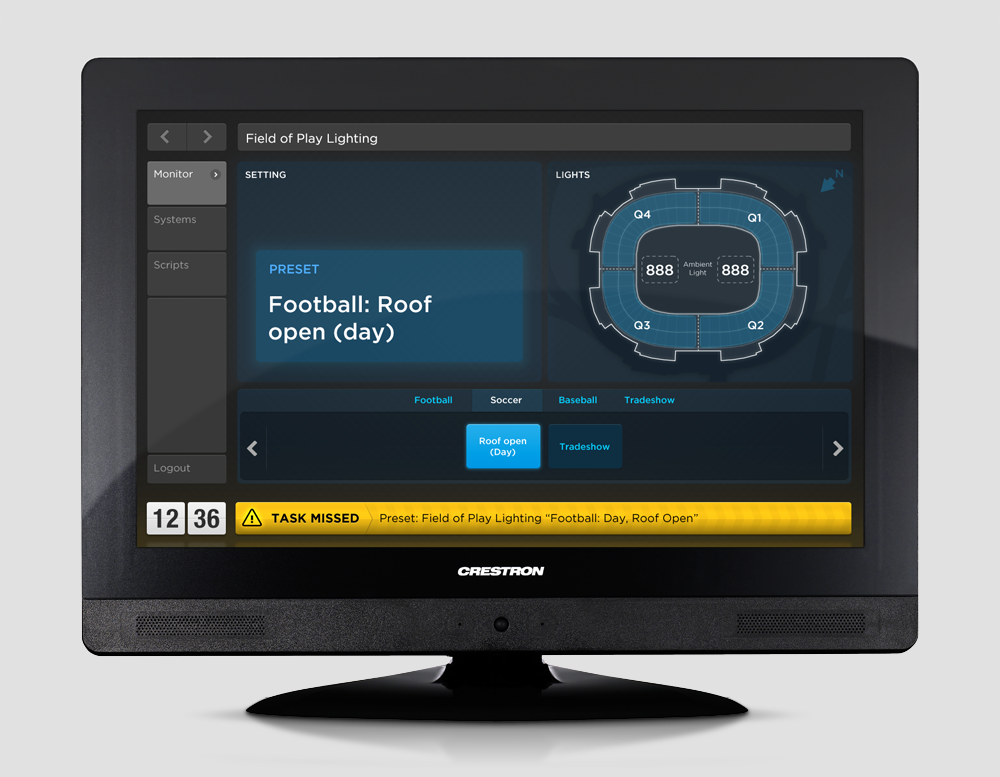 Field of Play Lighting
Monitor
Systems
Scripts
Logout
SETTING
PRESET
Football: Roof
open (day)
LIGHTS
N
Q4
Q1
888
Ambient
Light
888
Q3
Q2
Football
Soccer
Baseball
Tradeshow
Roof open
(Day)
Tradeshow
12 36
TASK MISSED
Preset: Field of Play Lighting “Football: Day, Roof Open”
CRESTRON